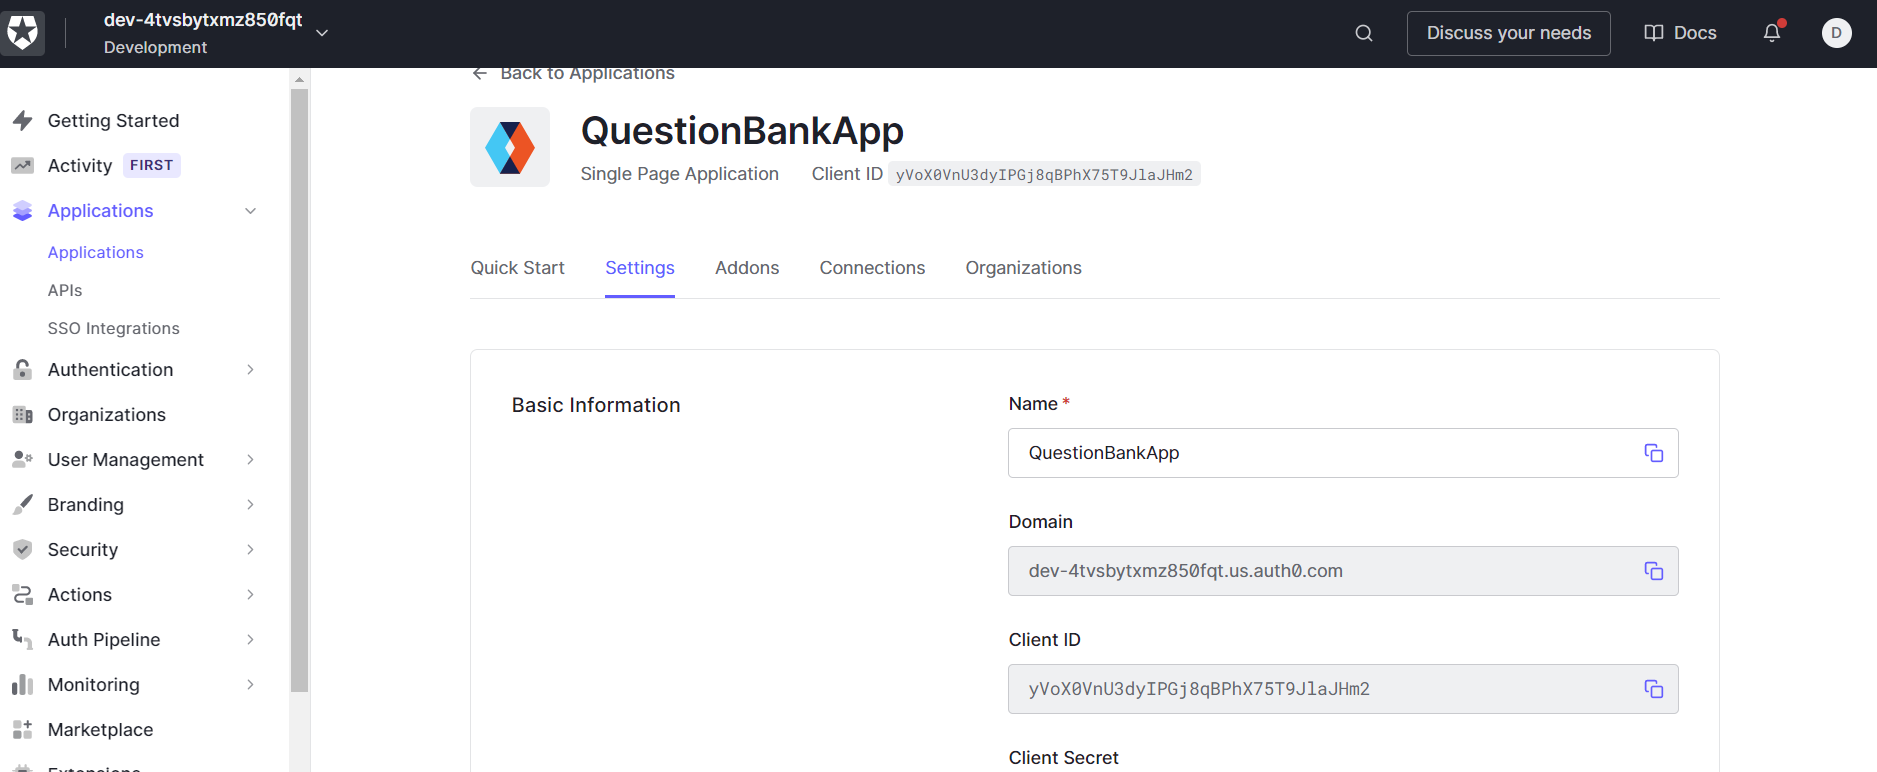 dev-4tvsbytxmz850fqt
Development
Discuss your needs
Docs
D
Getting Started
Activity FIRST
Applications
Applications
APIs
SSO Integrations
Authentication
Organizations
User Management
Branding
Security
Actions
Auth Pipeline
Monitoring
Marketplace
Extensions
Back to Applications
QuestionBankApp
Single Page Application Client ID yVoX0VnU3dyIPGj8qBPhX75T9JlaJHm2
Quick Start Settings Addons Connections Organizations
Basic Information
Name *
QuestionBankApp
Domain
dev-4tvsbytxmz850fqt.us.auth0.com
Client ID
yVoX0VnU3dyIPGj8qBPhX75T9JlaJHm2
Client Secret